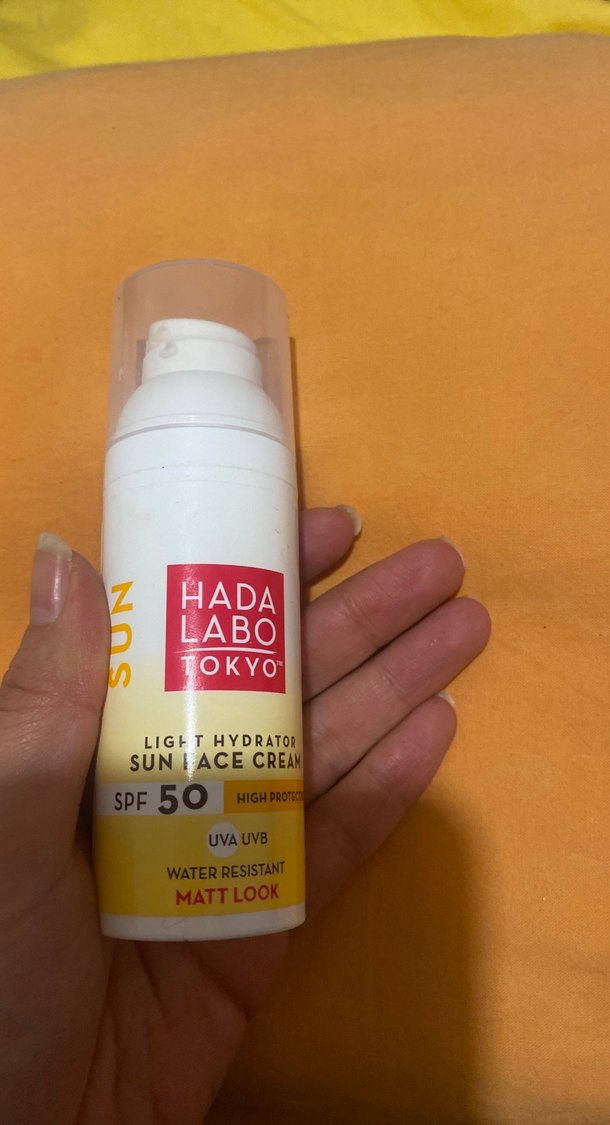 SUN
HADA
LABO
TOKYO™
LIGHT HYDRATOR
SUN FACE CREAM
SPF 50 HIGH
UVA UVB
WATER RESISTANT
MATT LOOK